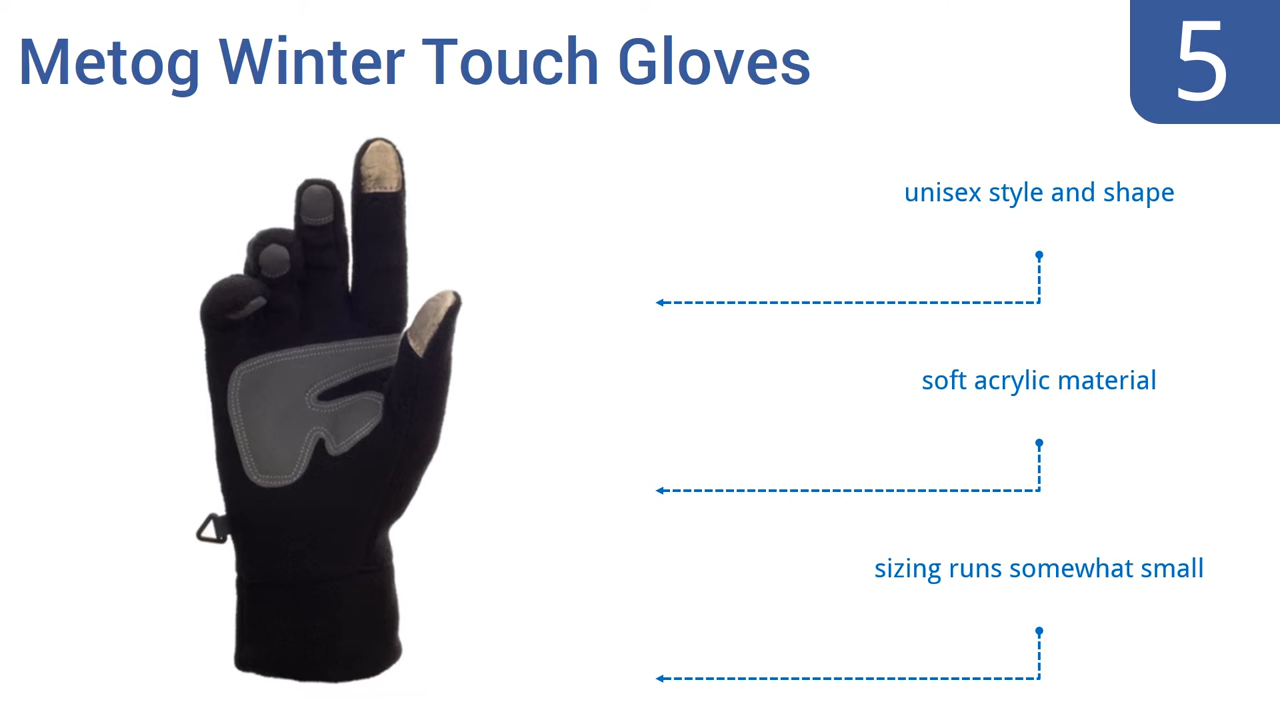 Metog Winter Touch Gloves
5
unisex style and shape
soft acrylic material
sizing runs somewhat small